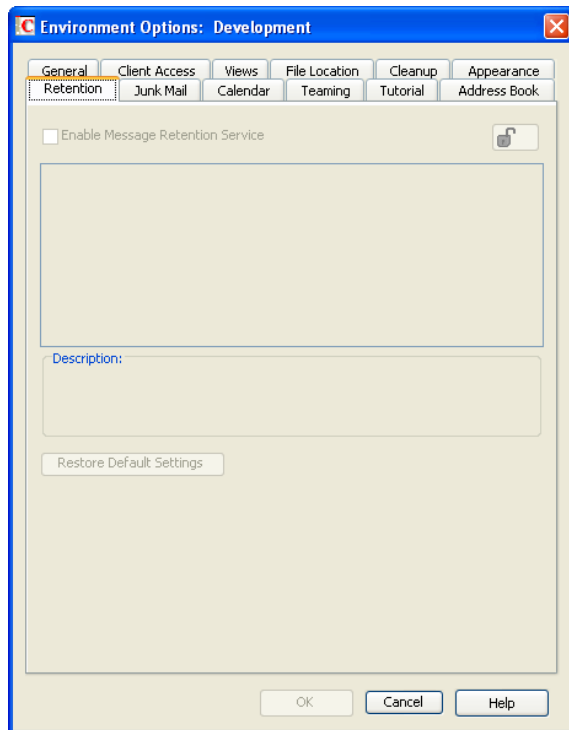 Environment Options: Development
General Client Access Views File Location Cleanup Appearance
Retention Junk Mail Calendar Teaming Tutorial Address Book
Enable Message Retention Service
Description:
Restore Default Settings
OK Cancel Help